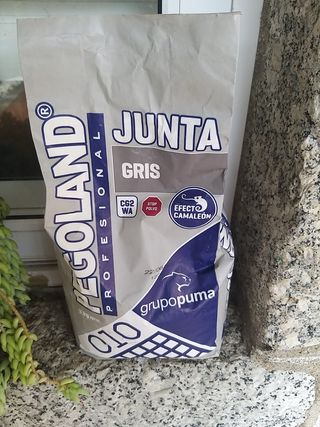 PEGOLAND®
PROFESIONAL
JUNTA
GRIS
CG2
WA
STOP
POLVO
EFECTO
CAMALEÓN
grupopuma
010